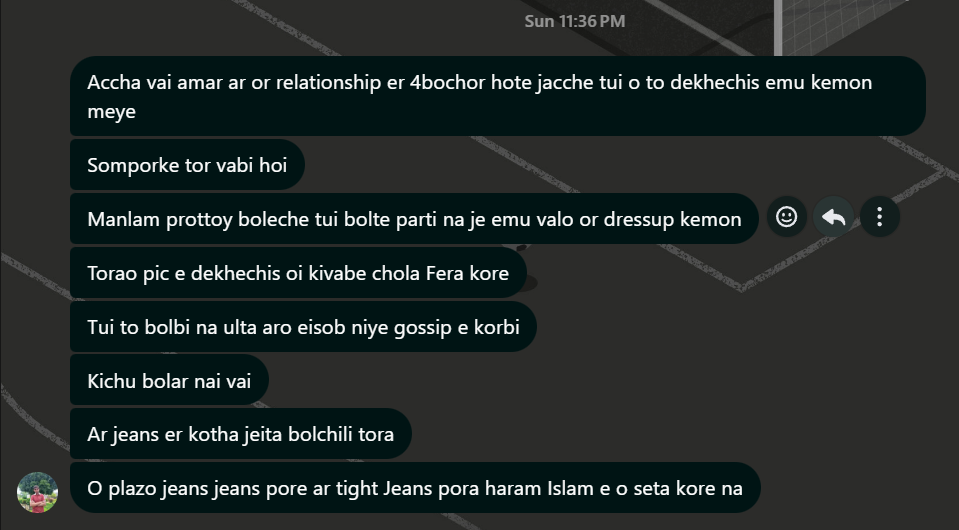 Sun 11:36 PM
Accha vai amar ar or relationship er 4bochor hote jacche tui o to dekhechis emu kemon
meye
Somporke tor vabi hoi
Manlam prottoy boleche tui bolte parti na je emu valo or dressup kemon
Torao pic e dekhechis oi kivabe chola Fera kore
Tui to bolbi na ulta aro eisob niye gossip e korbi
Kichu bolar nai vai
Ar jeans er kotha jeita bolchili tora
O plazo jeans jeans pore ar tight Jeans pora haram Islam e o seta kore na